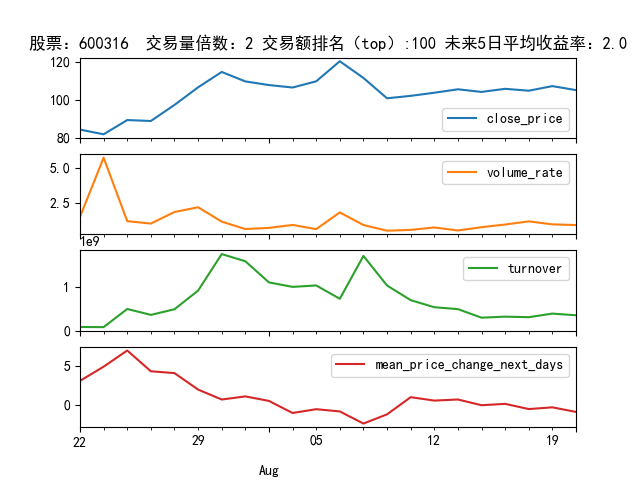 股票：600316  交易量倍数：2 交易额排名（top）:100 未来5日平均收益率：2.0
120
100
80
close_price
5.0
2.5
volume_rate
1e9
1
0
turnover
5
0
mean_price_change_next_days
22
29
05
12
19
Aug